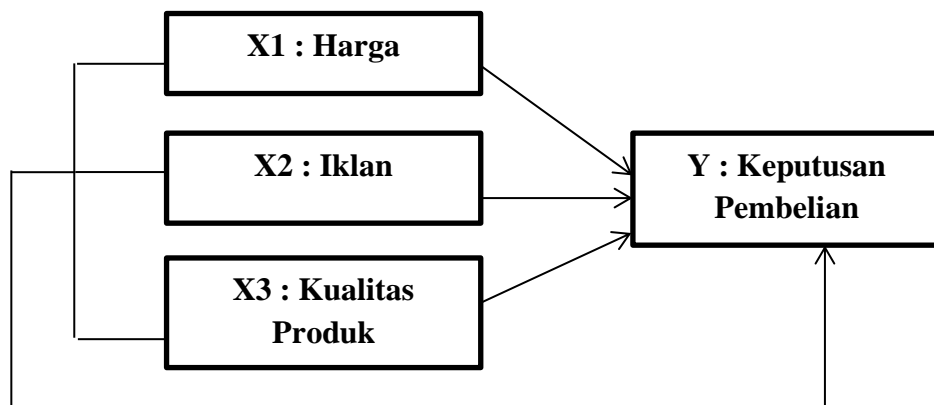 X1 : Harga
X2 : Iklan
Y : Keputusan
Pembelian
X3 : Kualitas
Produk